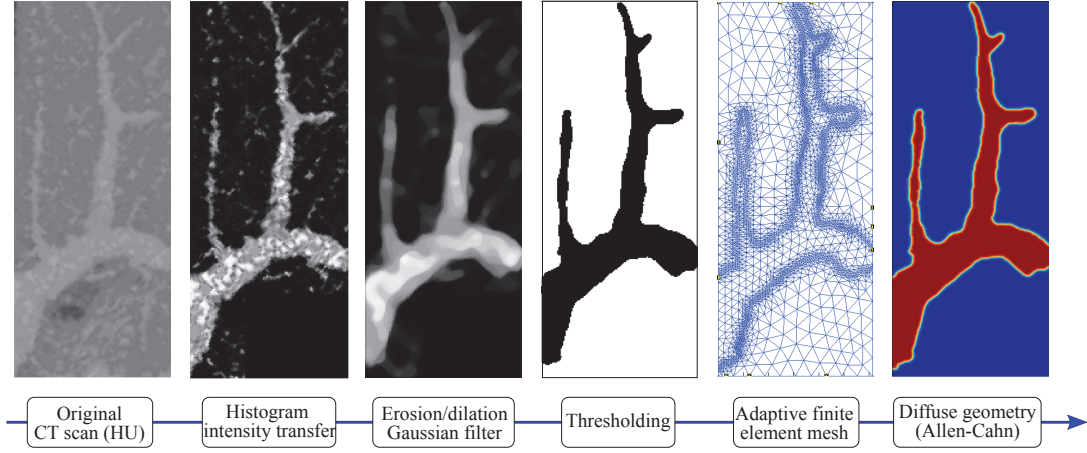 Original
CT scan (HU)
Histogram
intensity transfer
Erosion/dilation
Gaussian filter
Thresholding
Adaptive finite
element mesh
Diffuse geometry
(Allen-Cahn)